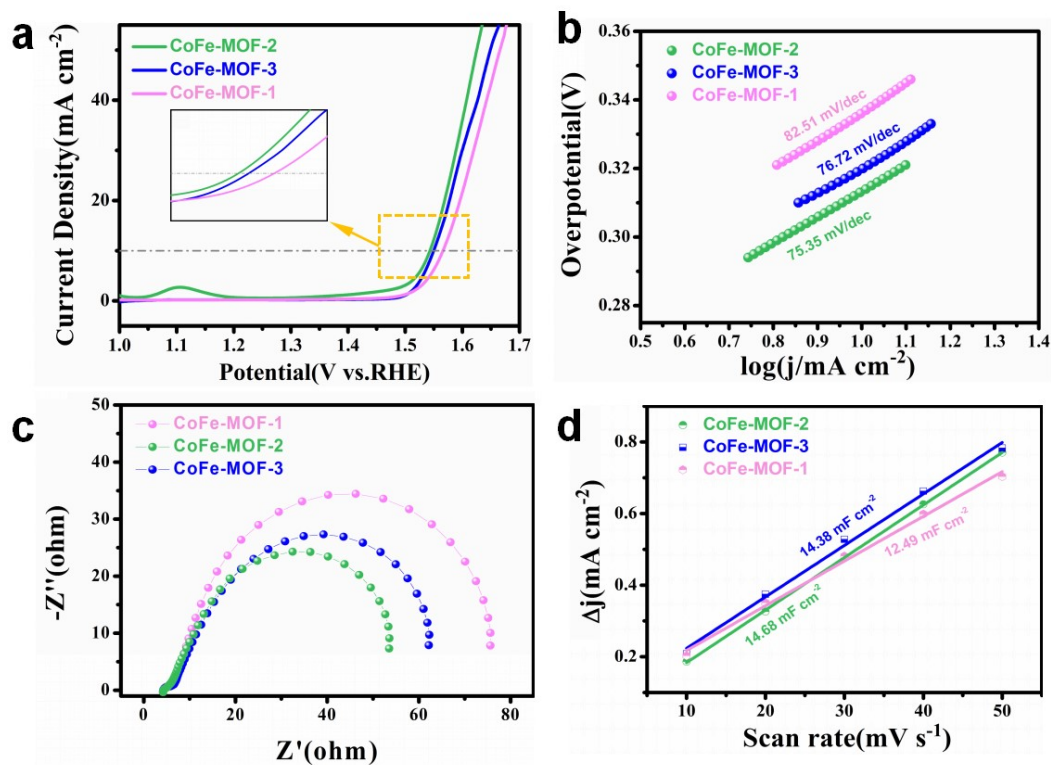 a
CoFe-MOF-2
CoFe-MOF-3
CoFe-MOF-1
Current Density(mA cm-2)
40
20
0
1.0 1.1 1.2 1.3 1.4 1.5 1.6 1.7
Potential(V vs.RHE)
b
CoFe-MOF-2
CoFe-MOF-3
CoFe-MOF-1
82.51 mV/dec
76.72 mV/dec
75.35 mV/dec
Overpotential(V)
0.36
0.34
0.32
0.30
0.28
0.5 0.6 0.7 0.8 0.9 1.0 1.1 1.2 1.3 1.4
log(j/mA cm-2)
c
CoFe-MOF-1
CoFe-MOF-2
CoFe-MOF-3
-Z''(ohm)
50
40
30
20
10
0
0 20 40 60 80
Z'(ohm)
d
CoFe-MOF-2
CoFe-MOF-3
CoFe-MOF-1
14.38 mF cm-2
12.49 mF cm-2
14.68 mF cm-2
Δj(mA cm-2)
0.8
0.6
0.4
0.2
10 20 30 40 50
Scan rate(mV s-1)